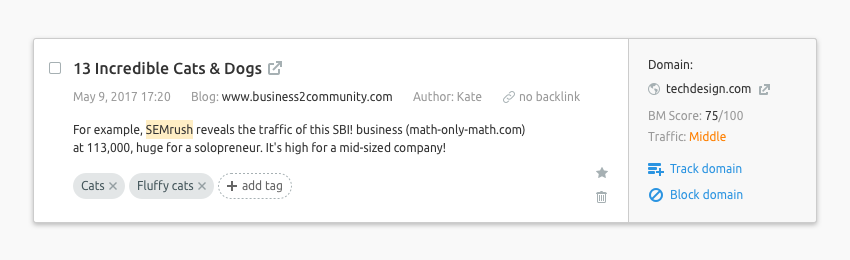 13 Incredible Cats & Dogs
May 9, 2017 17:20 Blog: www.business2community.com Author: Kate no backlink
For example, SEMrush reveals the traffic of this SBI! business (math-only-math.com)
at 113,000, huge for a solopreneur. It's high for a mid-sized company!
Cats Fluffy cats add tag
Domain:
techdesign.com
BM Score: 75/100
Traffic: Middle
Track domain
Block domain